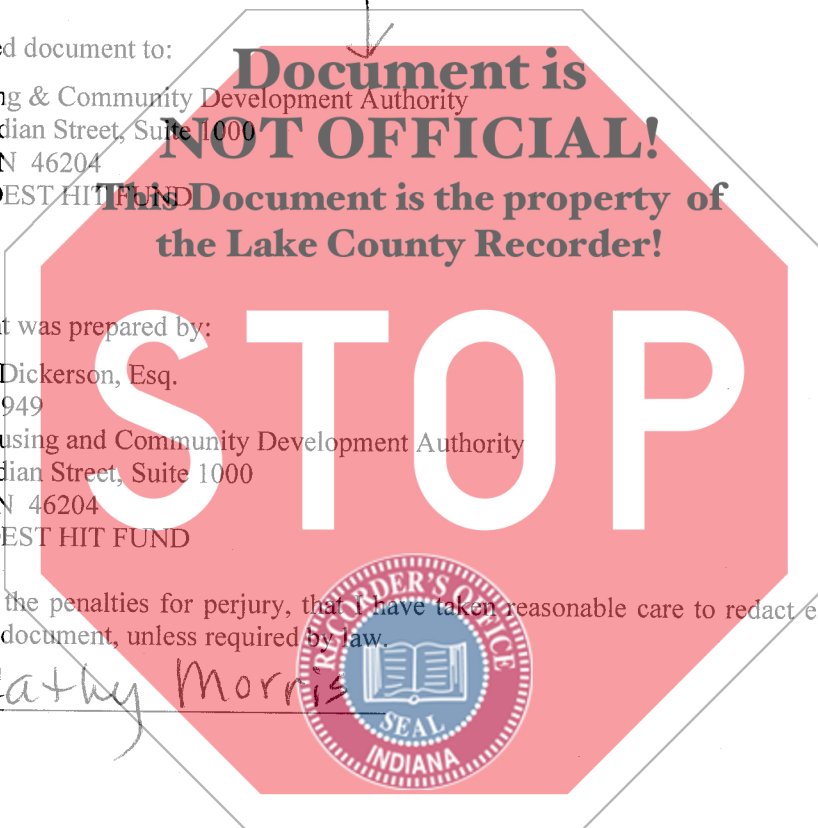 ed document to:
Document is
ng & Community Development Authority
dian Street, Suite 1000
NOT OFFICIAL!
N 46204
DEST HIT FUND
This Document is the property of
the Lake County Recorder!
STOP
t was prepared by:
Dickerson, Esq.
949
using and Community Development Authority
dian Street, Suite 1000
N 46204
EST HIT FUND
the penalties for perjury, that I have taken reasonable care to redact e
document, unless required by law.
athy Morris
RECORDER'S OFFICE
SEAL
INDIANA